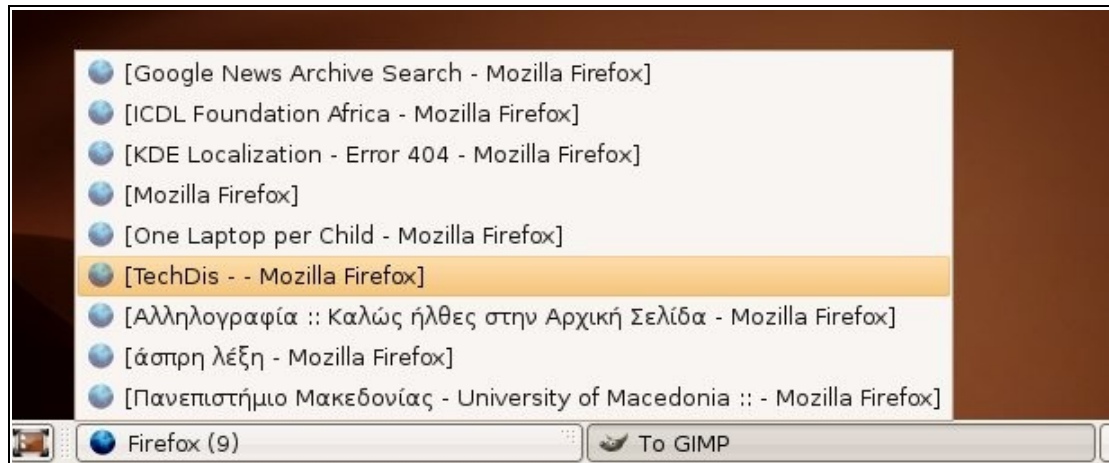 [Google News Archive Search - Mozilla Firefox]
[ICDL Foundation Africa - Mozilla Firefox]
[KDE Localization - Error 404 - Mozilla Firefox]
[Mozilla Firefox]
[One Laptop per Child - Mozilla Firefox]
[TechDis - - Mozilla Firefox]
[Αλληλογραφία :: Καλώς ήλθες στην Αρχική Σελίδα - Mozilla Firefox]
[άσπρη λέξη - Mozilla Firefox]
[Πανεπιστήμιο Μακεδονίας - University of Macedonia :: - Mozilla Firefox]
Firefox (9)
To GIMP